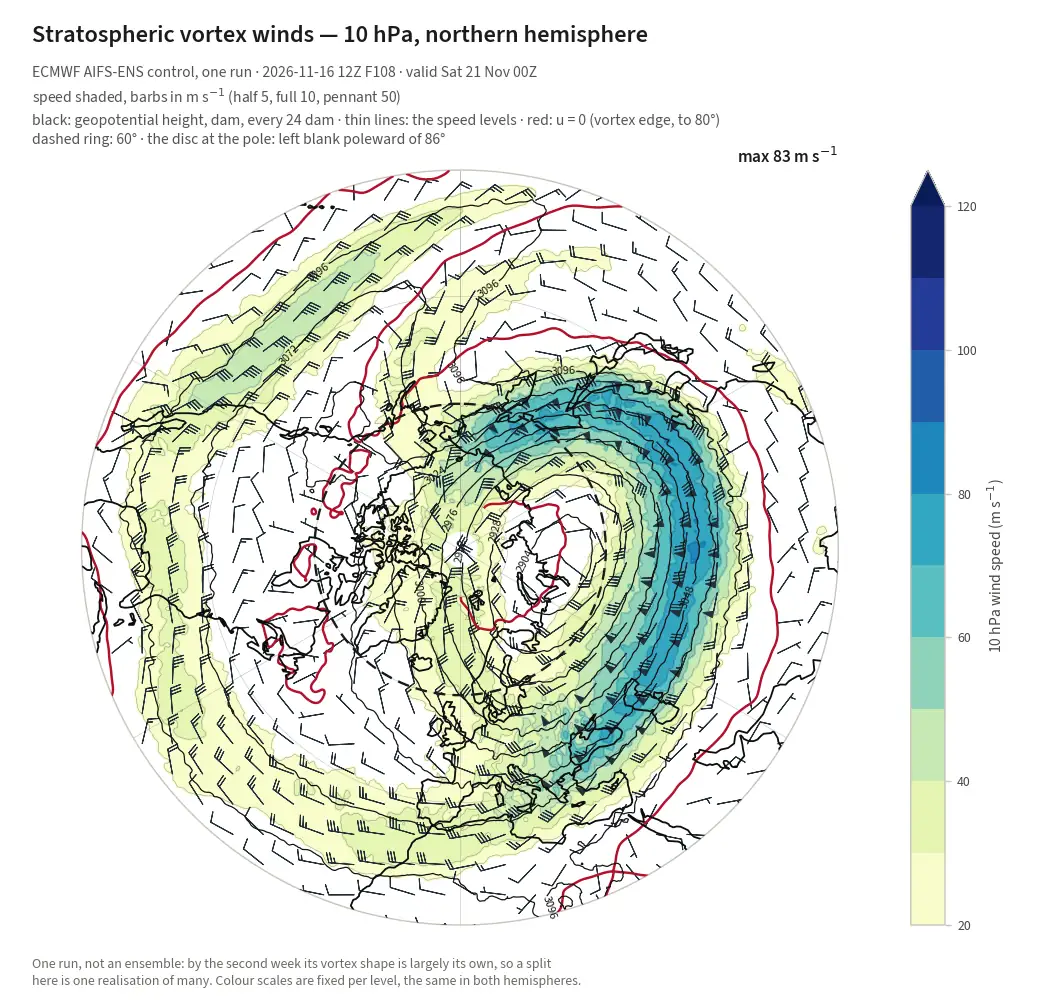 Stratospheric vortex winds — 10 hPa, northern hemisphere
ECMWF AIFS-ENS control, one run · 2026-11-16 12Z F108 · valid Sat 21 Nov 00Z
speed shaded, barbs in m s⁻¹ (half 5, full 10, pennant 50)
black: geopotential height, dam, every 24 dam · thin lines: the speed levels · red: u = 0 (vortex edge, to 80°)
dashed ring: 60° · the disc at the pole: left blank poleward of 86°
max 83 m s⁻¹
120
100
80
60
40
20
10 hPa wind speed (m s⁻¹)
3096
3096
3072
3096
3096
2976
2928
2904
3096
One run, not an ensemble: by the second week its vortex shape is largely its own, so a split
here is one realisation of many. Colour scales are fixed per level, the same in both hemispheres.